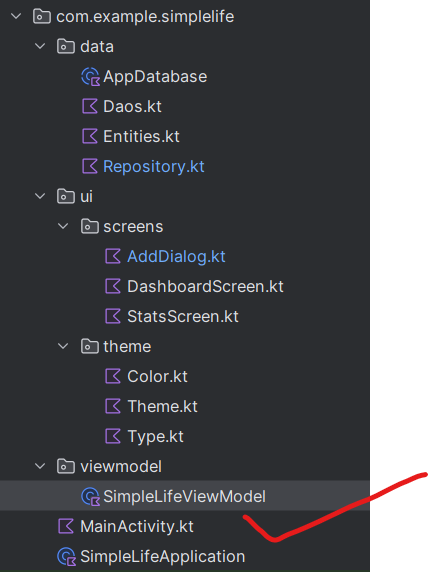 com.example.simplelife
data
AppDatabase
Daos.kt
Entities.kt
Repository.kt
ui
screens
AddDialog.kt
DashboardScreen.kt
StatsScreen.kt
theme
Color.kt
Theme.kt
Type.kt
viewmodel
SimpleLifeViewModel
MainActivity.kt
SimpleLifeApplication